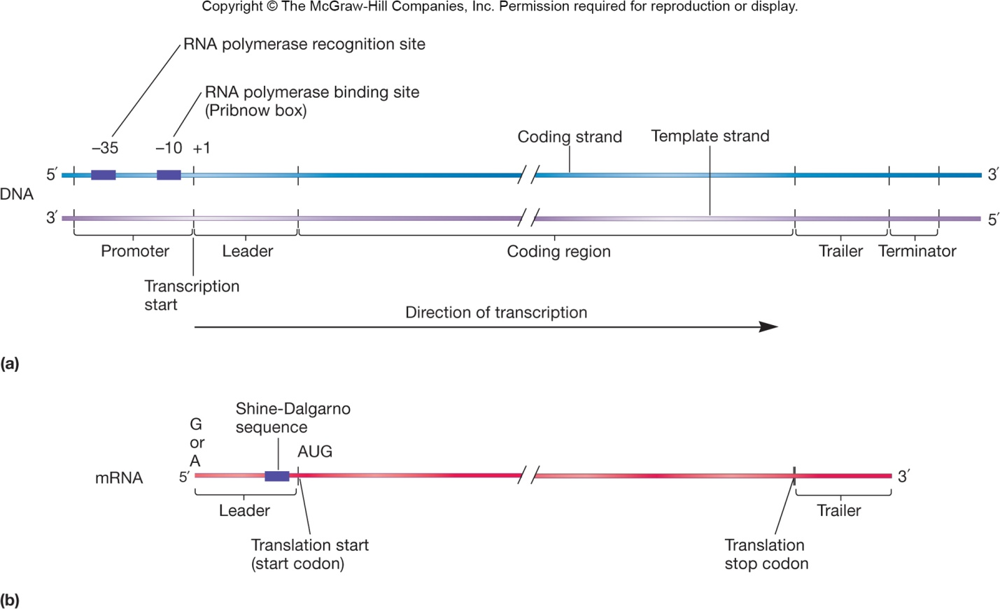 Copyright © The McGraw-Hill Companies, Inc. Permission required for reproduction or display.
RNA polymerase recognition site
RNA polymerase binding site
(Pribnow box)
Coding strand
Template strand
–35
–10
+1
5′
3′
DNA
3′
5′
Promoter
Leader
Coding region
Trailer
Terminator
Transcription
start
Direction of transcription
(a)
Shine-Dalgarno
sequence
G
or
A
AUG
mRNA
5′
3′
Leader
Trailer
Translation start
(start codon)
Translation
stop codon
(b)